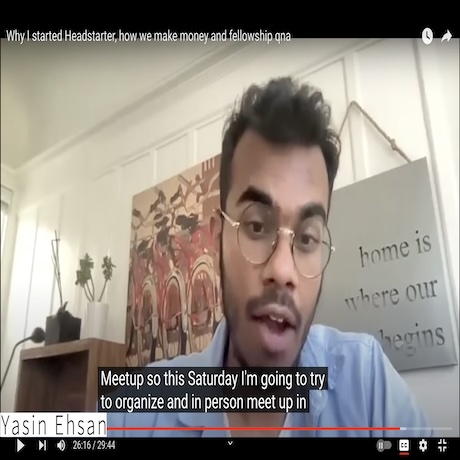 Why I started Headstarter, how we make money and fellowship qna
home is
where our
begins
Meetup so this Saturday I'm going to try
to organize and in person meet up in
Yasin Ehsan
26:16 / 29:44